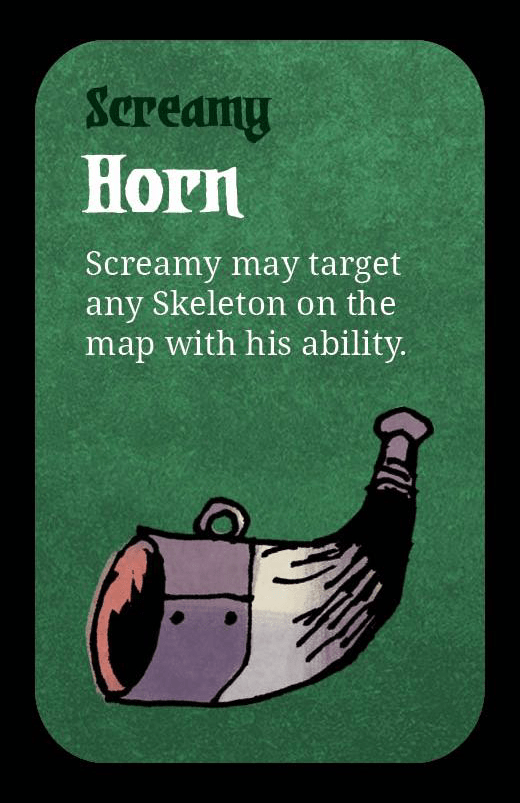 Screamy
Horn
Screamy may target
any Skeleton on the
map with his ability.